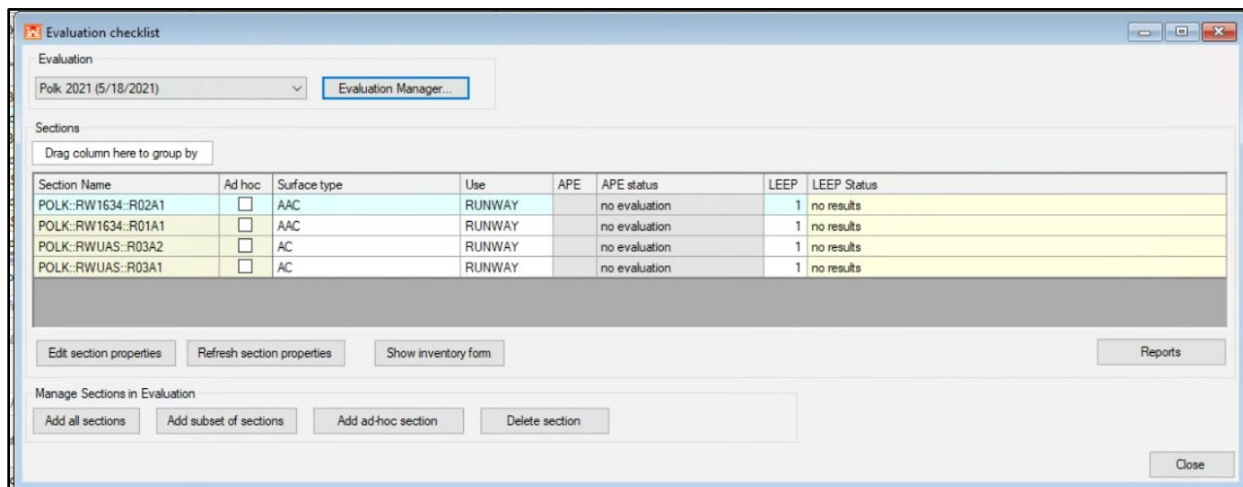 Evaluation checklist
Evaluation
Polk 2021 (5/18/2021) Evaluation Manager...
Sections
Drag column here to group by
Section Name Ad hoc Surface type Use APE APE status LEEP LEEP Status
POLK::RW1634::R02A1 AAC RUNWAY no evaluation 1 no results
POLK::RW1634::R01A1 AAC RUNWAY no evaluation 1 no results
POLK::RWUAS::R03A2 AC RUNWAY no evaluation 1 no results
POLK::RWUAS::R03A1 AC RUNWAY no evaluation 1 no results
Edit section properties Refresh section properties Show inventory form Reports
Manage Sections in Evaluation
Add all sections Add subset of sections Add ad-hoc section Delete section
Close